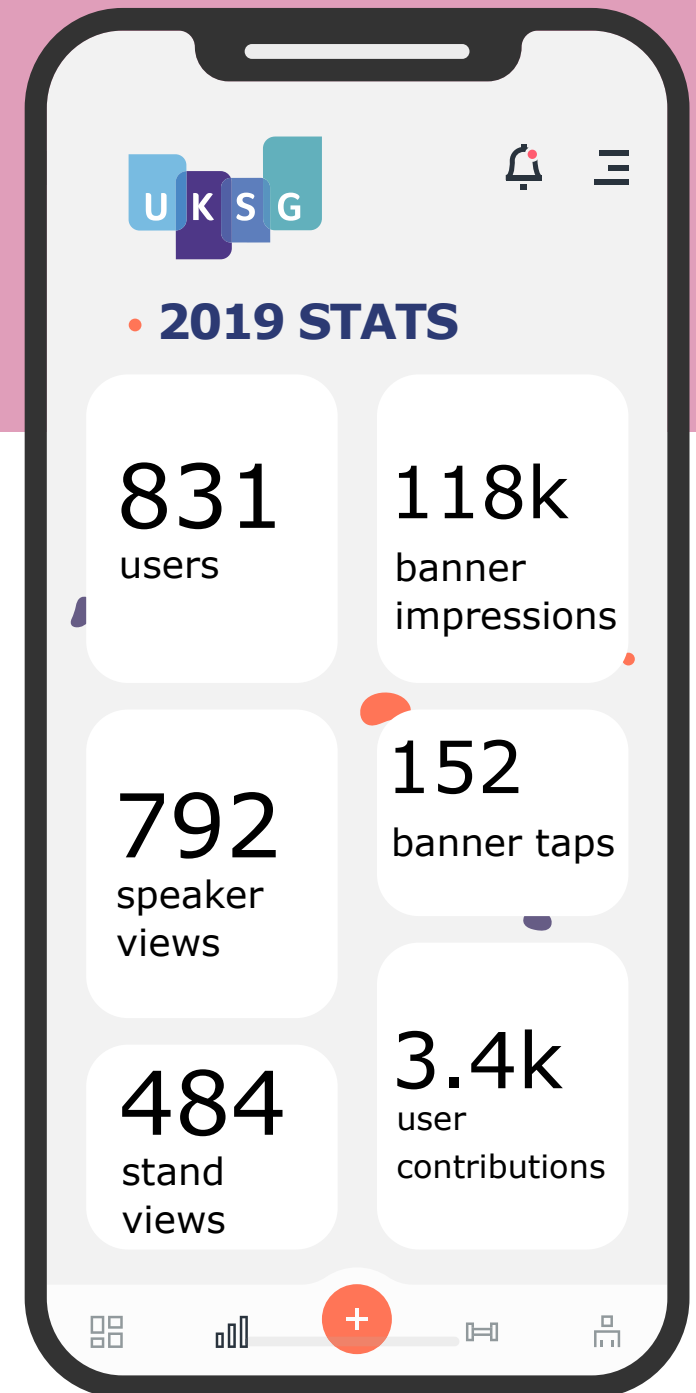 UKSG
2019 STATS
831
users
118k
banner
impressions
792
speaker
views
152
banner taps
484
stand
views
3.4k
user
contributions